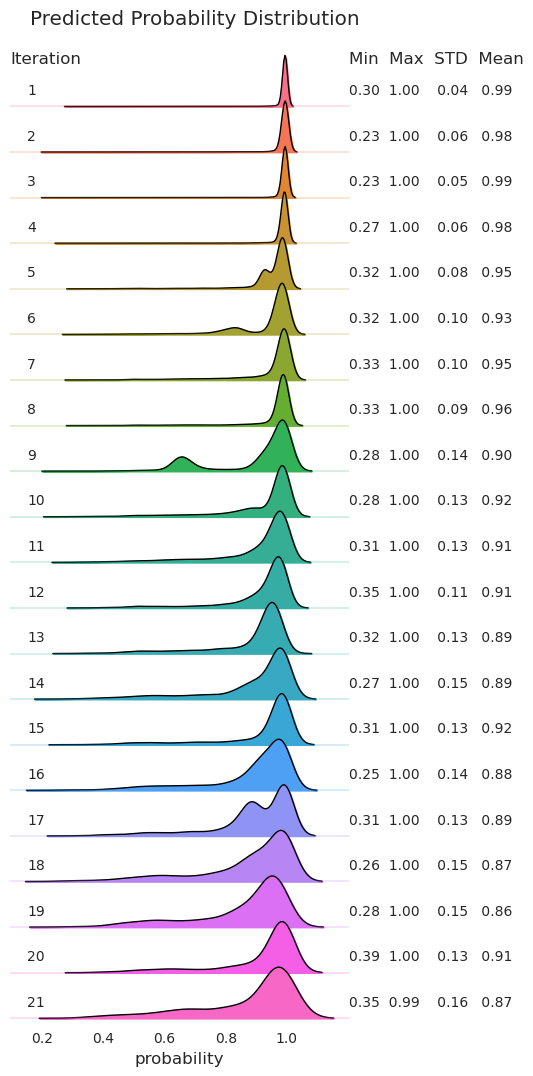 Predicted Probability Distribution
Iteration Min Max STD Mean
1 0.30 1.00 0.04 0.99
2 0.23 1.00 0.06 0.98
3 0.23 1.00 0.05 0.99
4 0.27 1.00 0.06 0.98
5 0.32 1.00 0.08 0.95
6 0.32 1.00 0.10 0.93
7 0.33 1.00 0.10 0.95
8 0.33 1.00 0.09 0.96
9 0.28 1.00 0.14 0.90
10 0.28 1.00 0.13 0.92
11 0.31 1.00 0.13 0.91
12 0.35 1.00 0.11 0.91
13 0.32 1.00 0.13 0.89
14 0.27 1.00 0.15 0.89
15 0.31 1.00 0.13 0.92
16 0.25 1.00 0.14 0.88
17 0.31 1.00 0.13 0.89
18 0.26 1.00 0.15 0.87
19 0.28 1.00 0.15 0.86
20 0.39 1.00 0.13 0.91
21 0.35 0.99 0.16 0.87
0.2 0.4 0.6 0.8 1.0
probability